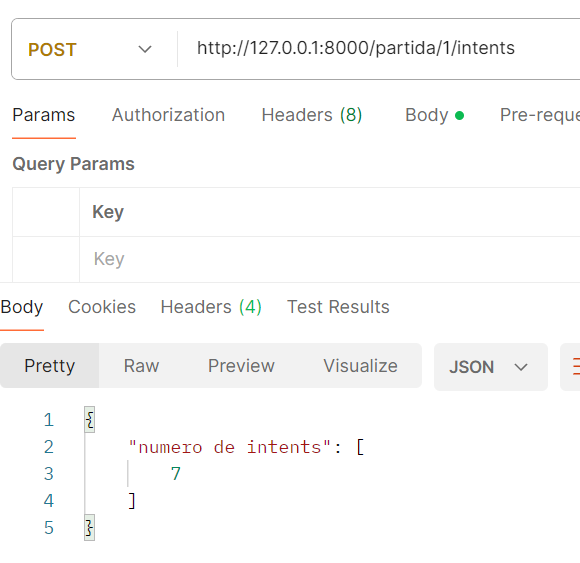 POST http://127.0.0.1:8000/partida/1/intents
Params Authorization Headers (8) Body Pre-reque
Query Params
Key
Key
Body Cookies Headers (4) Test Results
Pretty Raw Preview Visualize JSON
1 {
2 "numero de intents": [
3 7
4 ]
5 }